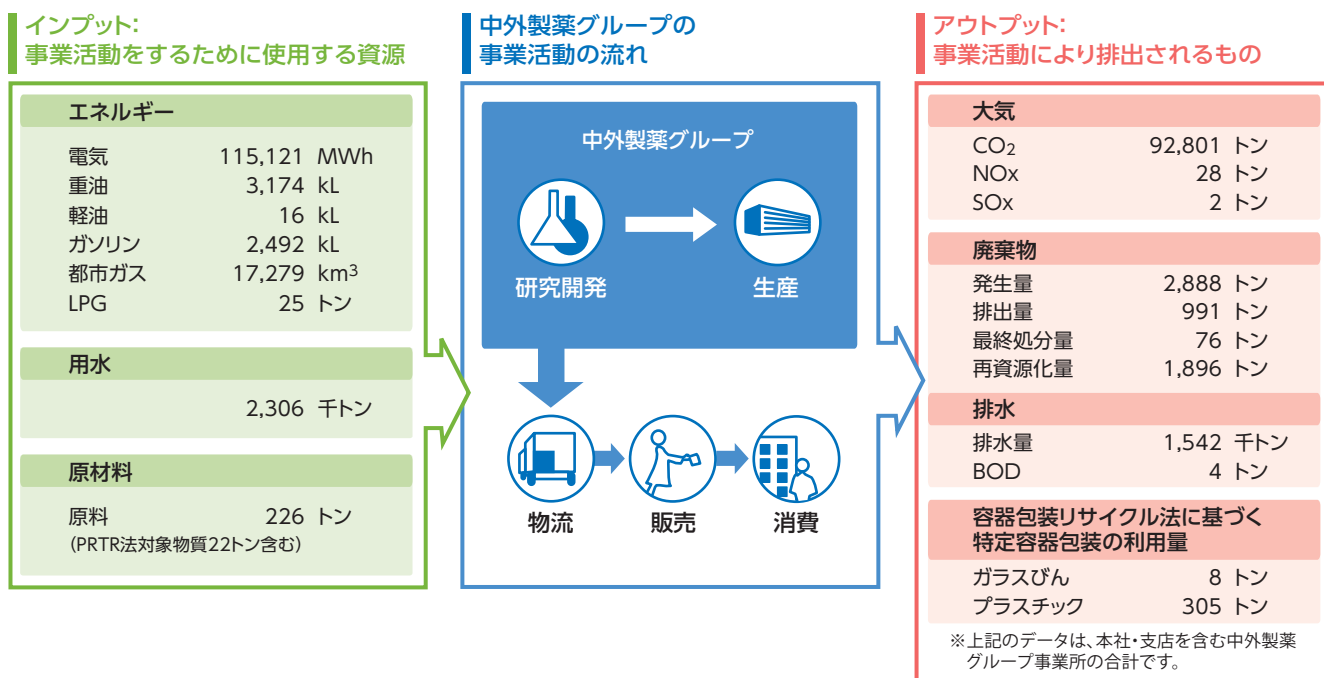 インプット:
事業活動をするために使用する資源
エネルギー
電気 115,121 MWh
重油 3,174 kL
軽油 16 kL
ガソリン 2,492 kL
都市ガス 17,279 km3
LPG 25 トン
用水
2,306 千トン
原材料
原料 226 トン
(PRTR法対象物質22トン含む)
中外製薬グループの
事業活動の流れ
中外製薬グループ
研究開発 生産
物流 販売 消費
アウトプット:
事業活動により排出されるもの
大気
CO2 92,801 トン
NOx 28 トン
SOx 2 トン
廃棄物
発生量 2,888 トン
排出量 991 トン
最終処分量 76 トン
再資源化量 1,896 トン
排水
排水量 1,542 千トン
BOD 4 トン
容器包装リサイクル法に基づく
特定容器包装の利用量
ガラスびん 8 トン
プラスチック 305 トン
※上記のデータは、本社・支店を含む中外製薬
グループ事業所の合計です。